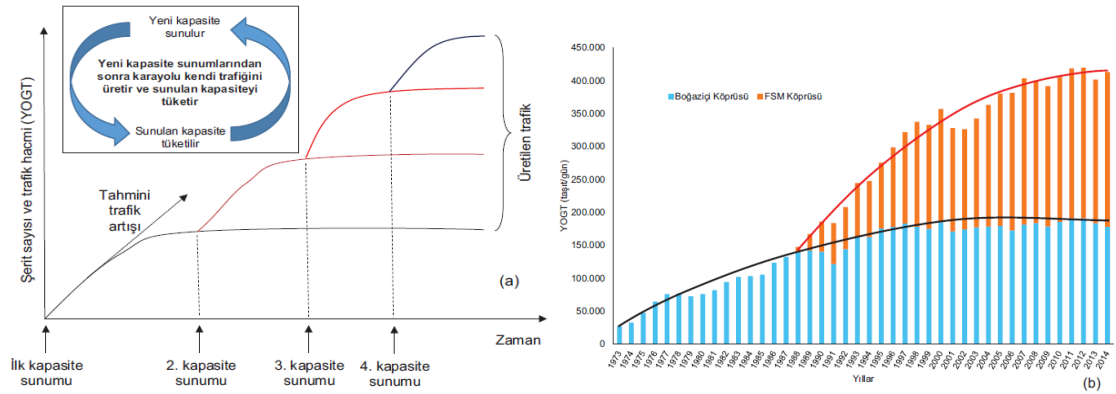 Yeni kapasite
sunulur
Yeni kapasite sunumlarından
sonra karayolu kendi trafiğini
üretir ve sunulan kapasiteyi
tüketir
Sunulan kapasite
tüketilir
Şerit sayısı ve trafik hacmi (YOGT)
Tahmini
trafik
artışı
Üretilen trafik
(a)
Zaman
İlk kapasite
sunumu
2. kapasite
sunumu
3. kapasite
sunumu
4. kapasite
sunumu
450.000
400.000
350.000
300.000
250.000
200.000
150.000
100.000
50.000
0
YOGT (taşıt/gün)
Boğaziçi Köprüsü
FSM Köprüsü
1973
1974
1975
1976
1977
1978
1979
1980
1981
1982
1983
1984
1985
1986
1987
1988
1989
1990
1991
1992
1993
1994
1995
1996
1997
1998
1999
2000
2001
2002
2003
2004
2005
2006
2007
2008
2009
2010
2011
2012
2013
2014
Yıllar
(b)